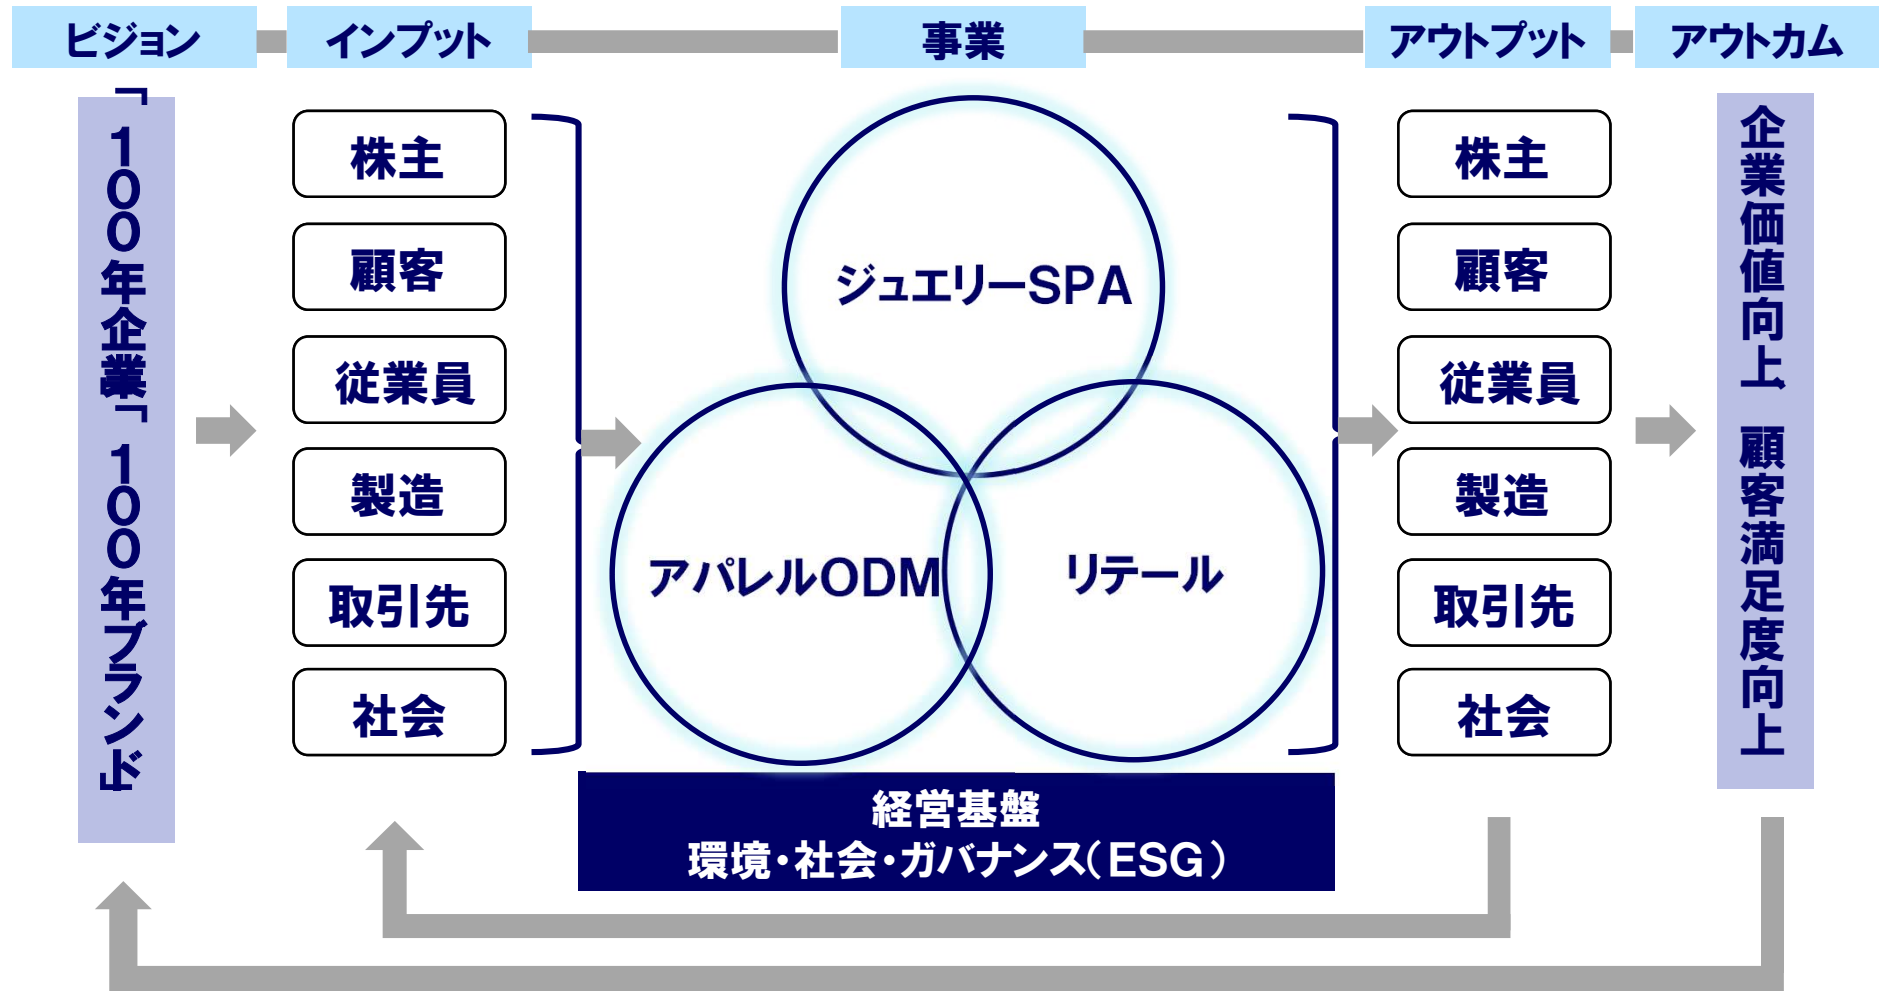 ビジョン
インプット
事業
アウトプット
アウトカム
「100年企業」「100年ブランド」
株主
顧客
従業員
製造
取引先
社会
ジュエリーSPA
アパレルODM
リテール
経営基盤
環境・社会・ガバナンス(ESG)
株主
顧客
従業員
製造
取引先
社会
企業価値向上、顧客満足度向上